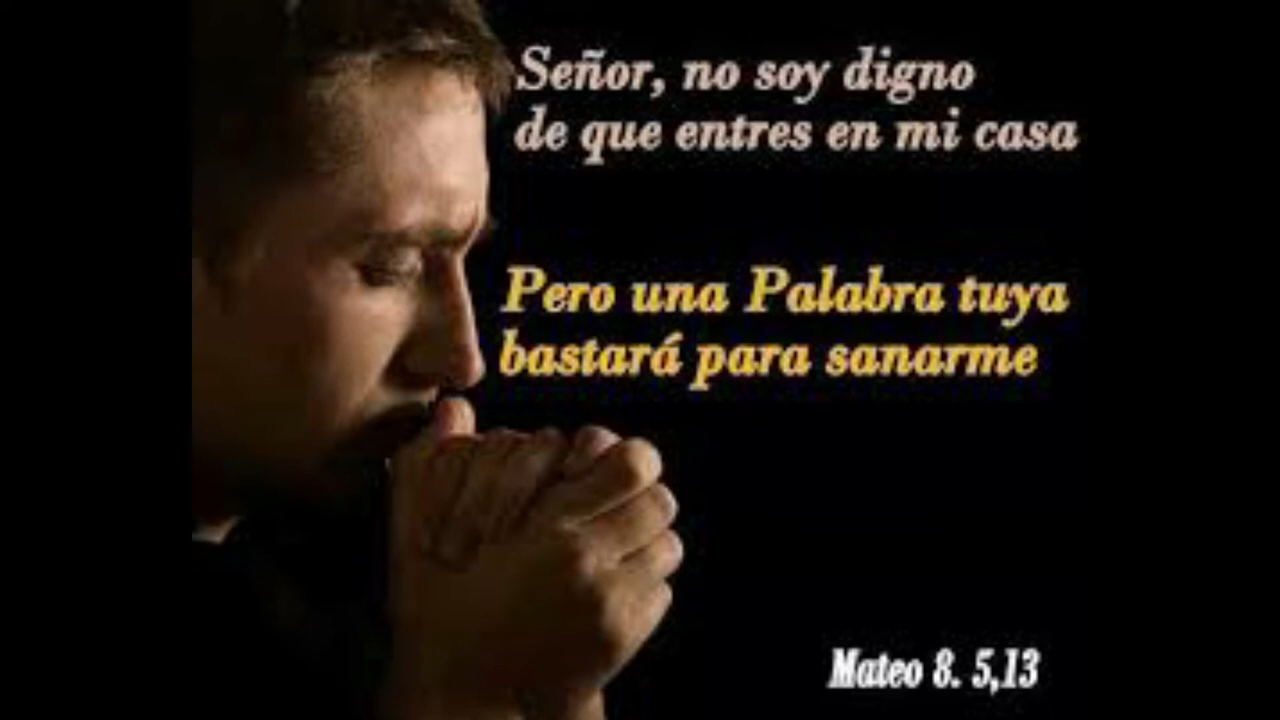 Señor, no soy digno
de que entres en mi casa
Pero una Palabra tuya
bastará para sanarme
Mateo 8. 5,13